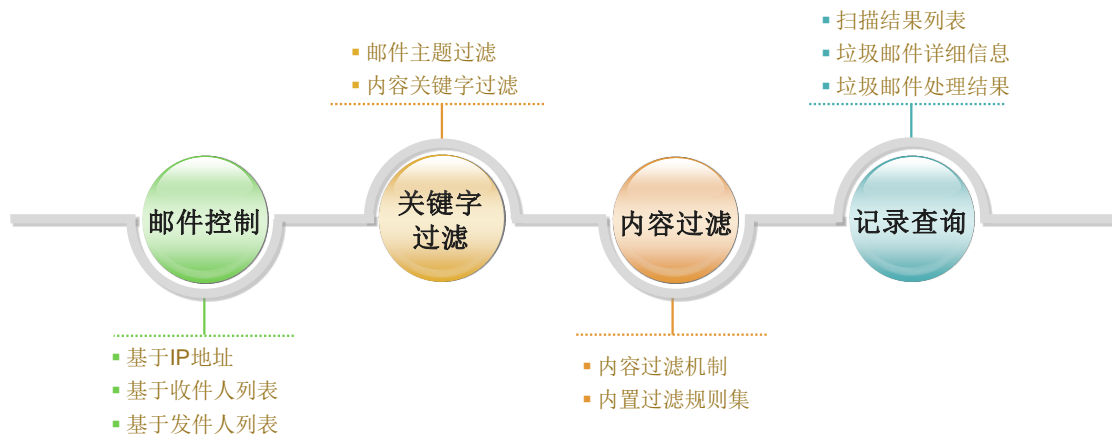 邮件控制
▪ 基于IP地址
▪ 基于收件人列表
▪ 基于发件人列表
▪ 邮件主题过滤
▪ 内容关键字过滤
关键字
过滤
内容过滤
▪ 内容过滤机制
▪ 内置过滤规则集
▪ 扫描结果列表
▪ 垃圾邮件详细信息
▪ 垃圾邮件处理结果
记录查询